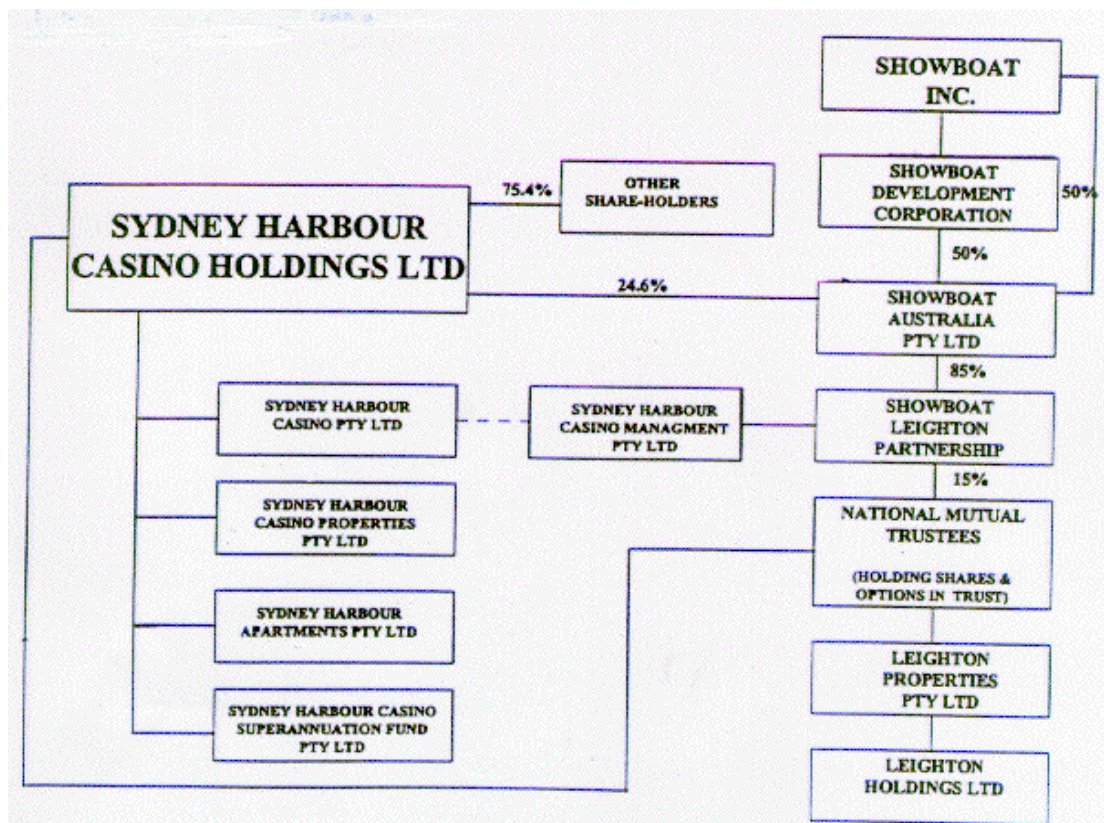 SHOWBOAT
INC.
SHOWBOAT
DEVELOPMENT
CORPORATION
50%
75.4%
OTHER
SHARE-HOLDERS
SYDNEY HARBOUR
CASINO HOLDINGS LTD
50%
24.6%
SHOWBOAT
AUSTRALIA
PTY LTD
85%
SYDNEY HARBOUR
CASINO PTY LTD
SYDNEY HARBOUR
CASINO MANAGMENT
PTY LTD
SHOWBOAT
LEIGHTON
PARTNERSHIP
15%
SYDNEY HARBOUR
CASINO PROPERTIES
PTY LTD
NATIONAL MUTUAL
TRUSTEES
(HOLDING SHARES &
OPTIONS IN TRUST)
SYDNEY HARBOUR
APARTMENTS PTY LTD
LEIGHTON
PROPERTIES
PTY LTD
SYDNEY HARBOUR CASINO
SUPERANNUATION FUND
PTY LTD
LEIGHTON
HOLDINGS LTD